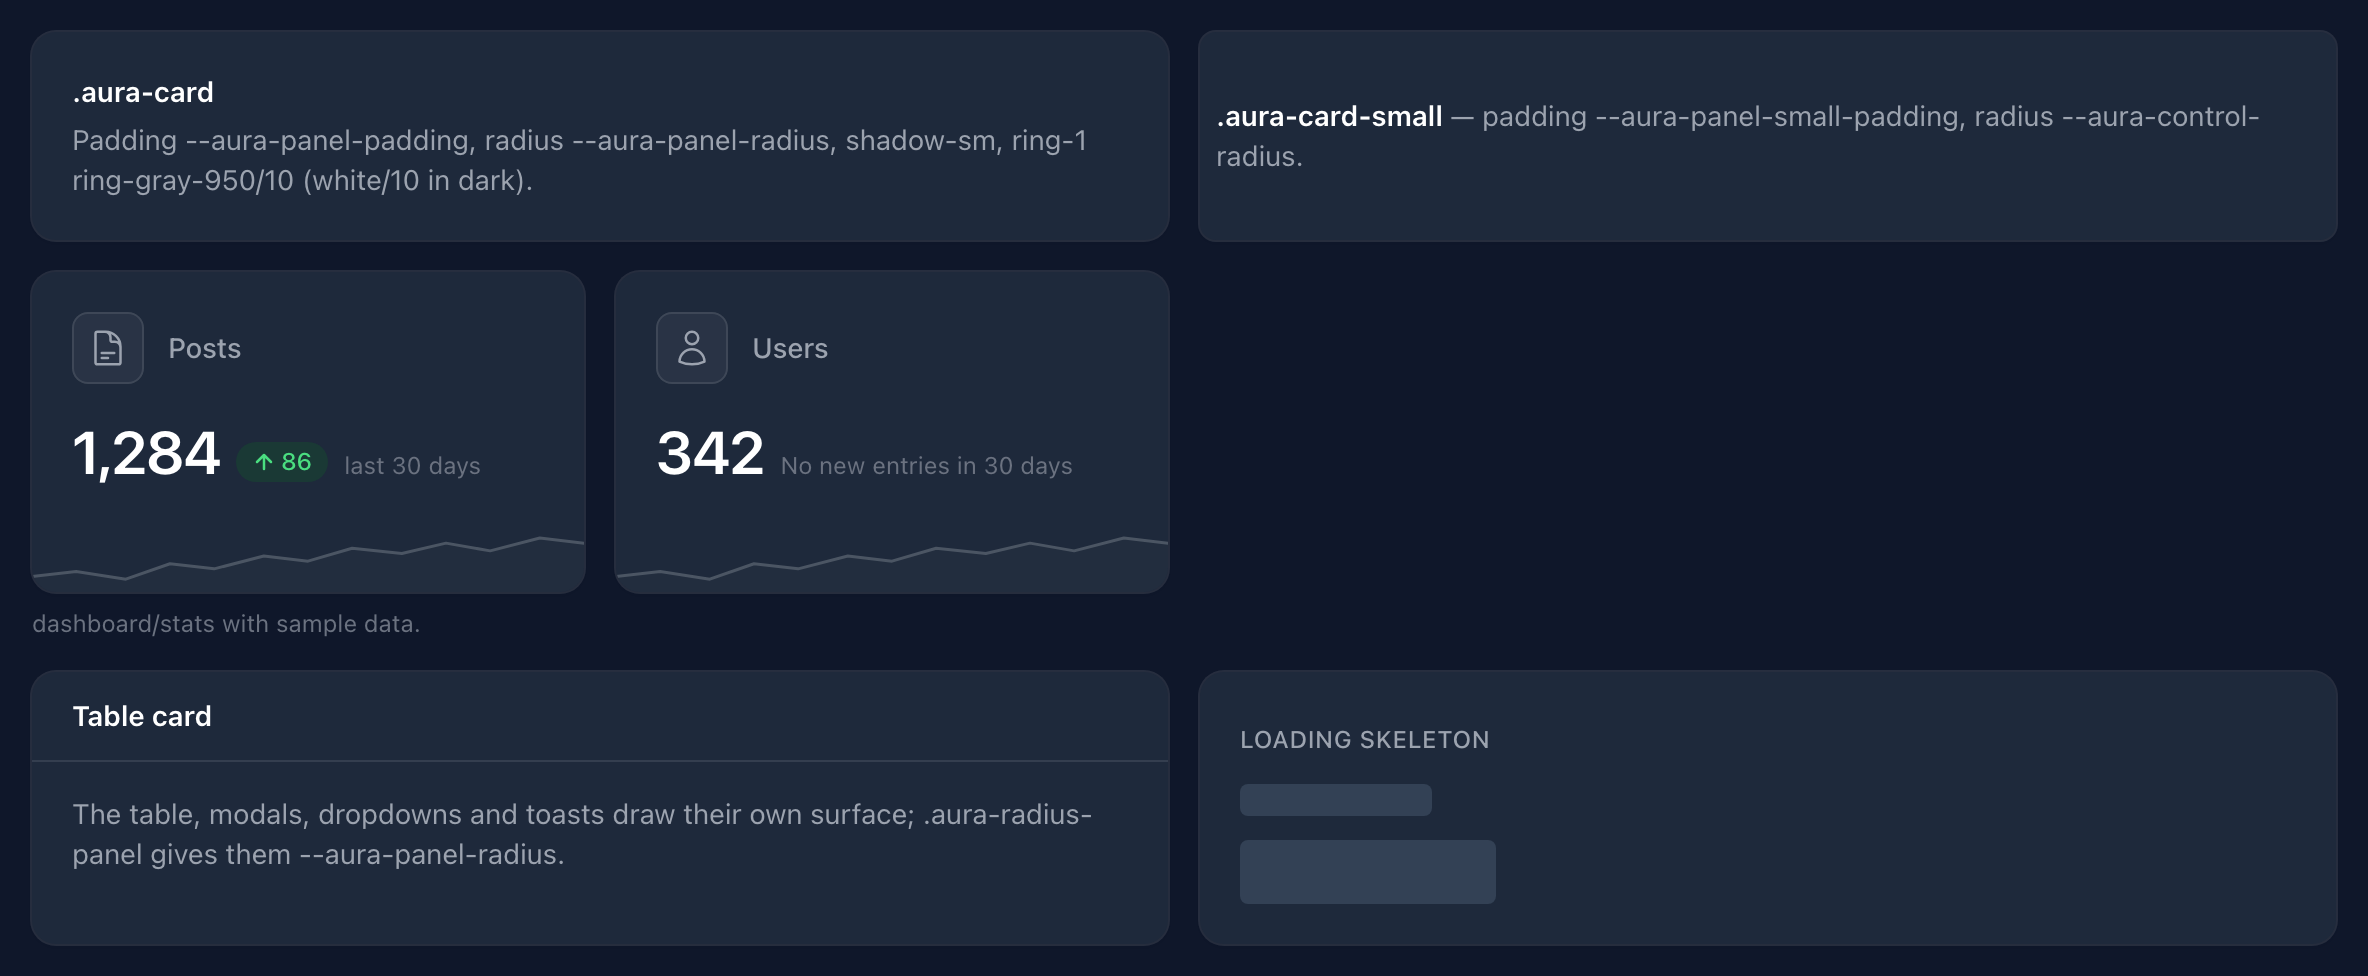 .aura-card
Padding --aura-panel-padding, radius --aura-panel-radius, shadow-sm, ring-1
ring-gray-950/10 (white/10 in dark).
.aura-card-small — padding --aura-panel-small-padding, radius --aura-control-
radius.
Posts
1,284 ↑ 86 last 30 days
Users
342 No new entries in 30 days
dashboard/stats with sample data.
Table card
The table, modals, dropdowns and toasts draw their own surface; .aura-radius-
panel gives them --aura-panel-radius.
LOADING SKELETON